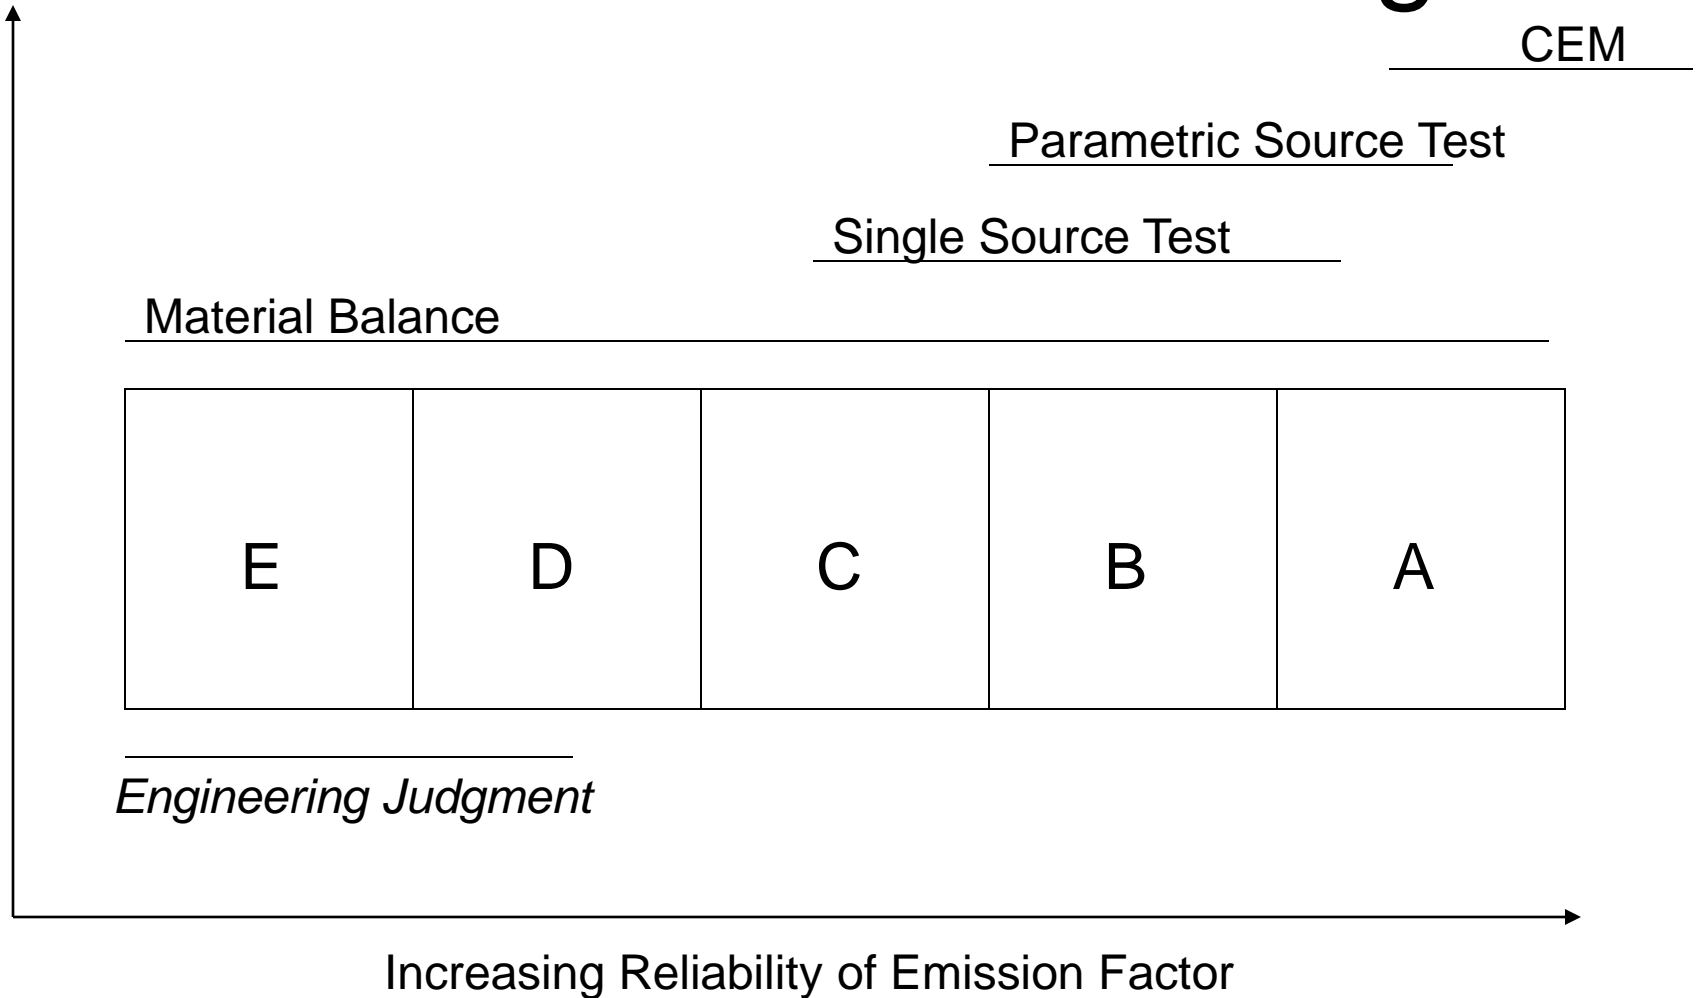 CEM
Parametric Source Test
Single Source Test
Material Balance
E D C B A
Engineering Judgment
Increasing Reliability of Emission Factor